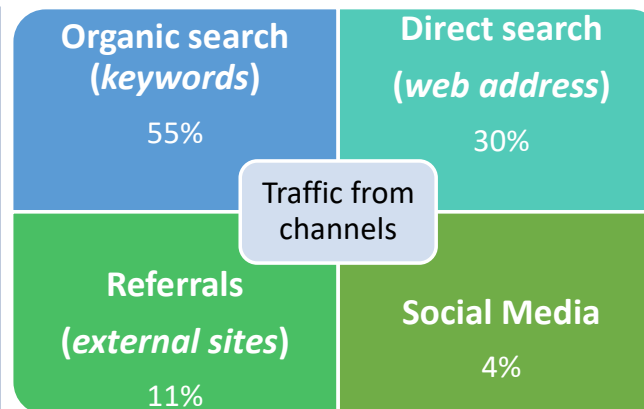 Organic search
(keywords)
55%
Direct search
(web address)
30%
Traffic from
channels
Referrals
(external sites)
11%
Social Media
4%